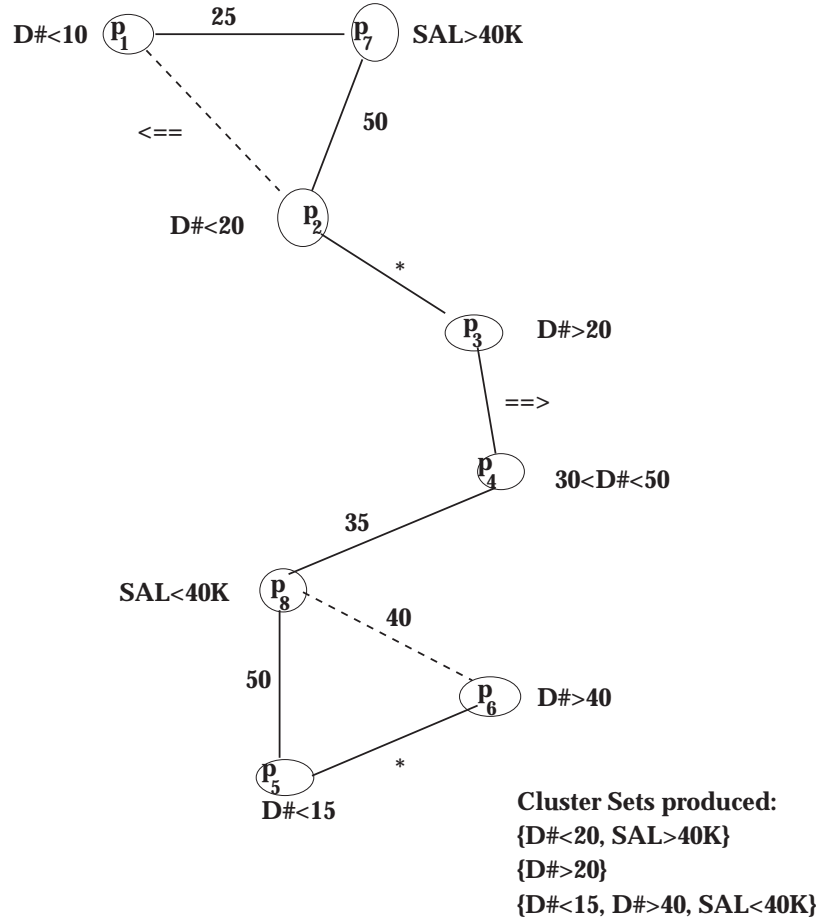 25
D#<10 p1 p7 SAL>40K
50
<==
D#<20 p2
*
p3 D#>20
==>
p4 30<D#<50
35
SAL<40K p8
40
50
p6 D#>40
p5 *
D#<15
Cluster Sets produced:
{D#<20, SAL>40K}
{D#>20}
{D#<15, D#>40, SAL<40K}